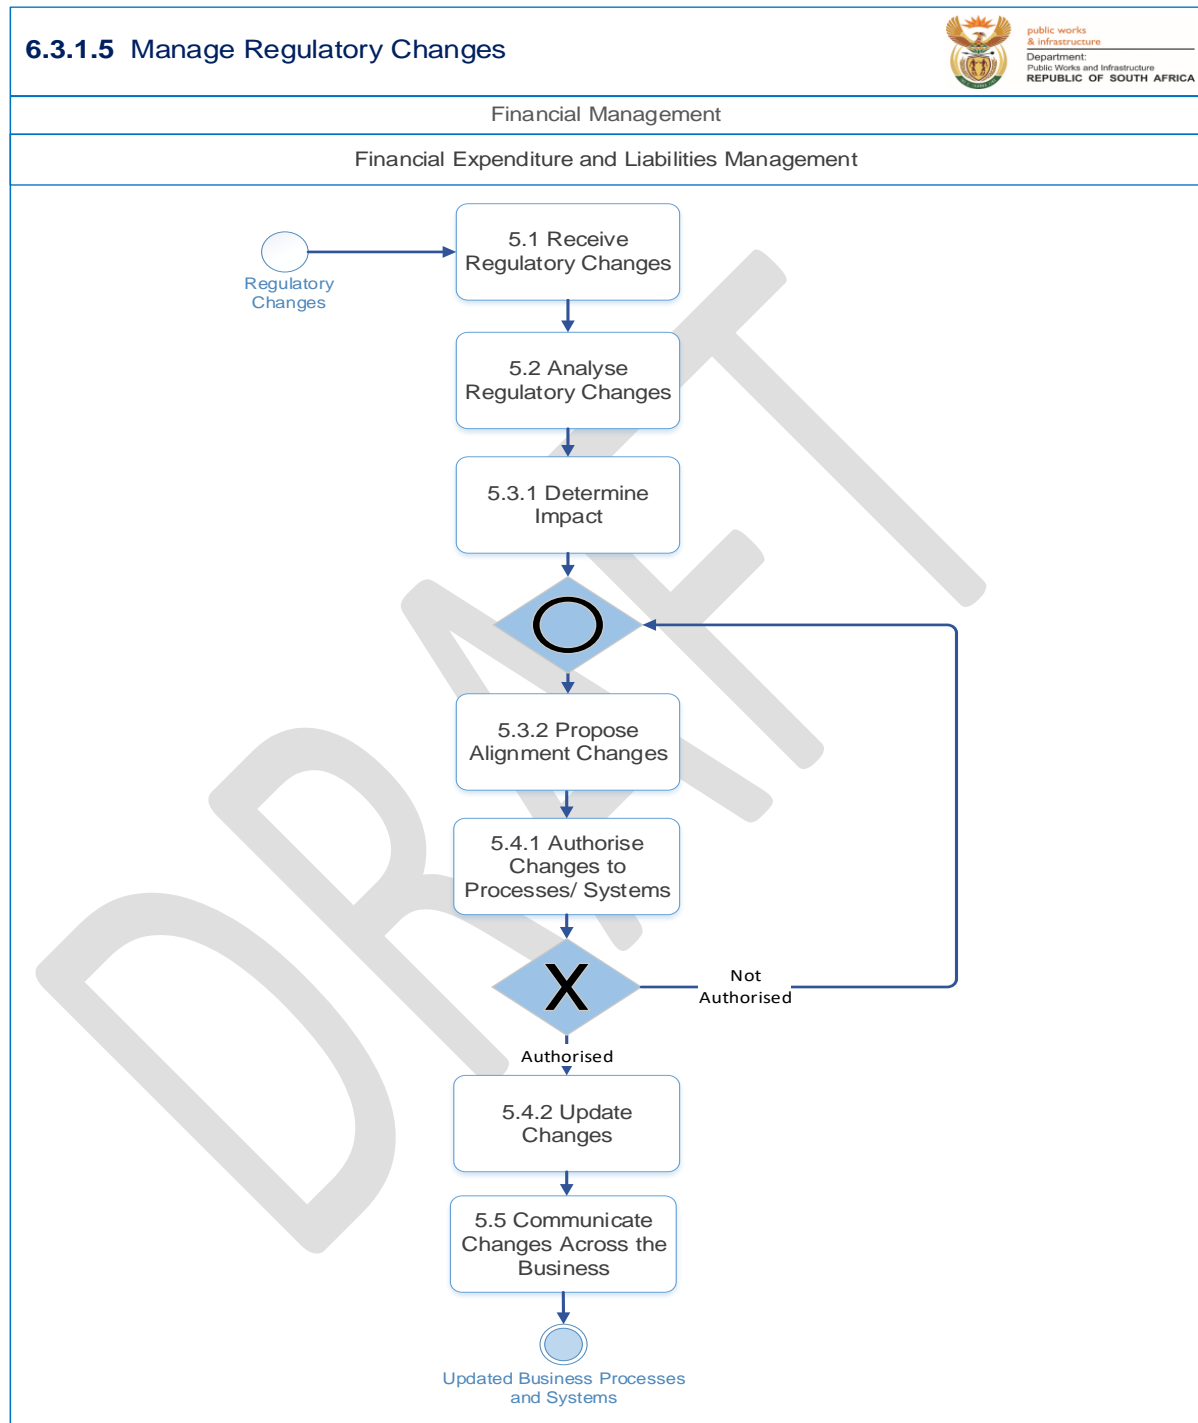 6.3.1.5 Manage Regulatory Changes
public works
& infrastructure
Department:
Public Works and Infrastructure
REPUBLIC OF SOUTH AFRICA
Financial Management
Financial Expenditure and Liabilities Management
Regulatory
Changes
5.1 Receive
Regulatory Changes
5.2 Analyse
Regulatory Changes
5.3.1 Determine
Impact
5.3.2 Propose
Alignment Changes
5.4.1 Authorise
Changes to
Processes/ Systems
X
Not
Authorised
Authorised
5.4.2 Update
Changes
5.5 Communicate
Changes Across the
Business
Updated Business Processes
and Systems
DRAFT